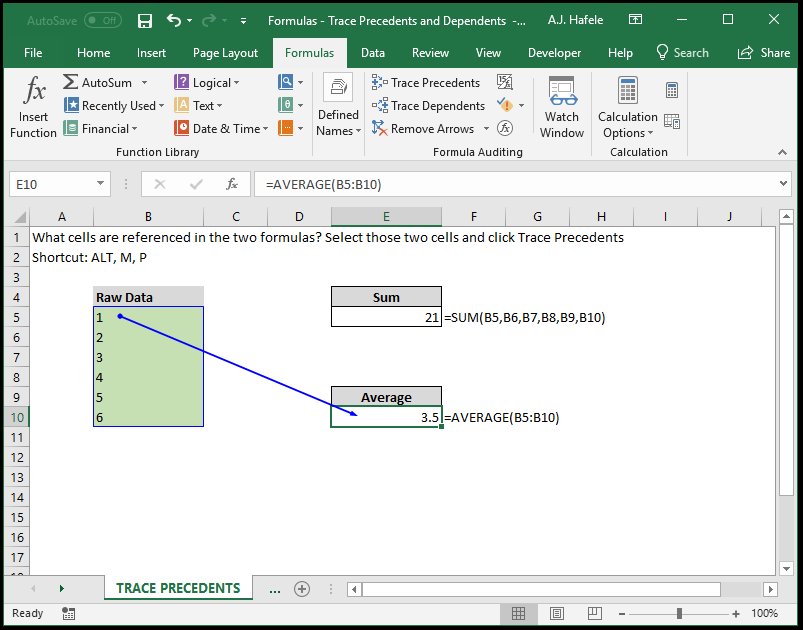 AutoSave Off Formulas - Trace Precedents and Dependents -... A.J. Hafele
File Home Insert Page Layout Formulas Data Review View Developer Help Search Share
fx Insert Function
AutoSum
Recently Used
Financial
Logical
Text
Date & Time
Function Library
Defined Names
Trace Precedents
Trace Dependents
Remove Arrows
Formula Auditing
Watch Window
Calculation Options
Calculation
E10 fx =AVERAGE(B5:B10)
A B C D E F G H I J
1 What cells are referenced in the two formulas? Select those two cells and click Trace Precedents
2 Shortcut: ALT, M, P
3
4 Raw Data Sum
5 1 21 =SUM(B5,B6,B7,B8,B9,B10)
6 2
7 3
8 4
9 5 Average
10 6 3.5 =AVERAGE(B5:B10)
11
12
13
14
15
16
17
18
TRACE PRECEDENTS ...
Ready 100%